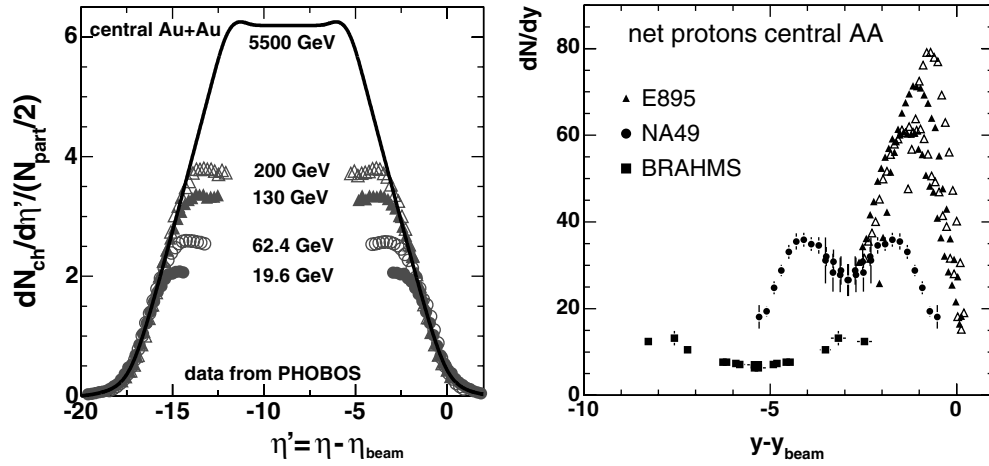 central Au+Au
5500 GeV
200 GeV
130 GeV
62.4 GeV
19.6 GeV
data from PHOBOS
dN_ch/dη'/⟨N_part/2⟩
0
2
4
6
-20
-15
-10
-5
0
η'= η - η_beam
net protons central AA
E895
NA49
BRAHMS
dN/dy
0
20
40
60
80
-10
-5
0
y-y_beam